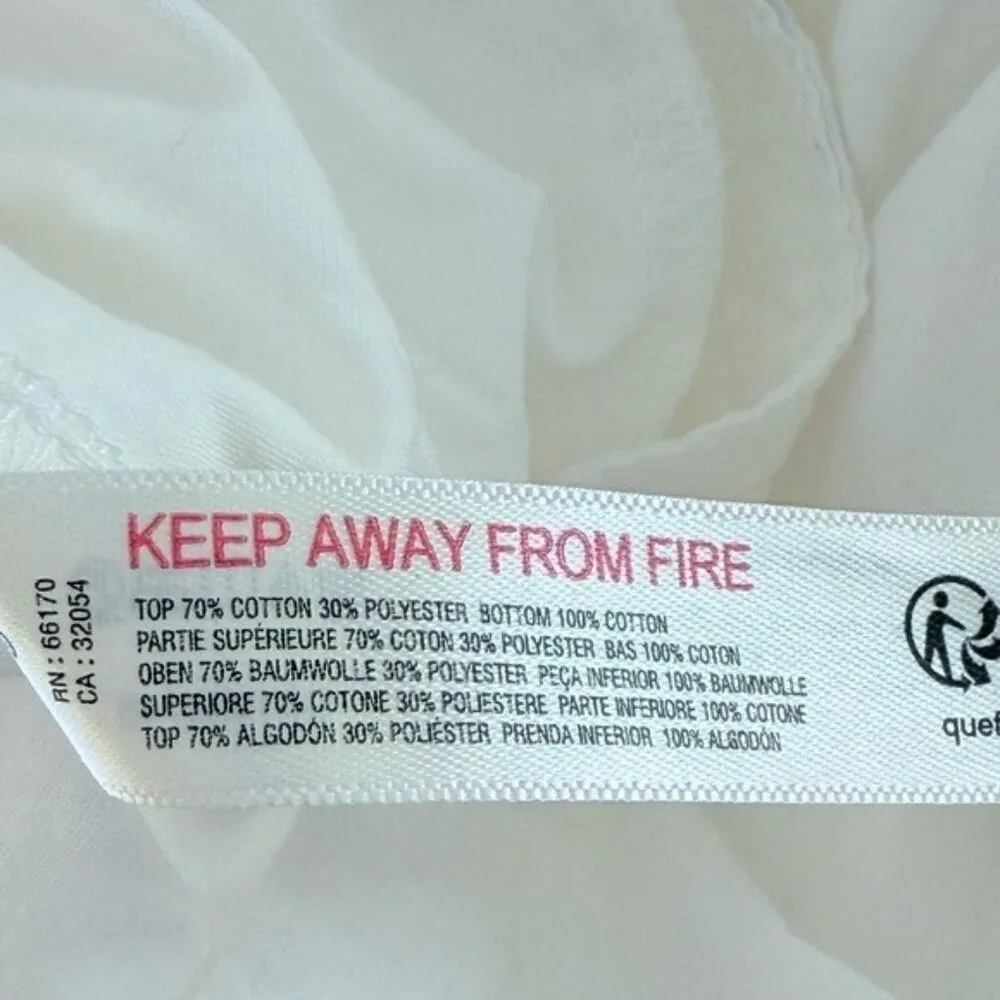 KEEP AWAY FROM FIRE
TOP 70% COTTON 30% POLYESTER BOTTOM 100% COTTON
PARTIE SUPÉRIEURE 70% COTON 30% POLYESTER BAS 100% COTON
OBEN 70% BAUMWOLLE 30% POLYESTER PEÇA INFERIOR 100% BAUMWOLLE
SUPERIORE 70% COTONE 30% POLIESTERE PARTE INFERIORE 100% COTONE
TOP 70% ALGODÓN 30% POLIÉSTER PRENDA INFERIOR 100% ALGODÓN
RN: 66170
CA: 32054